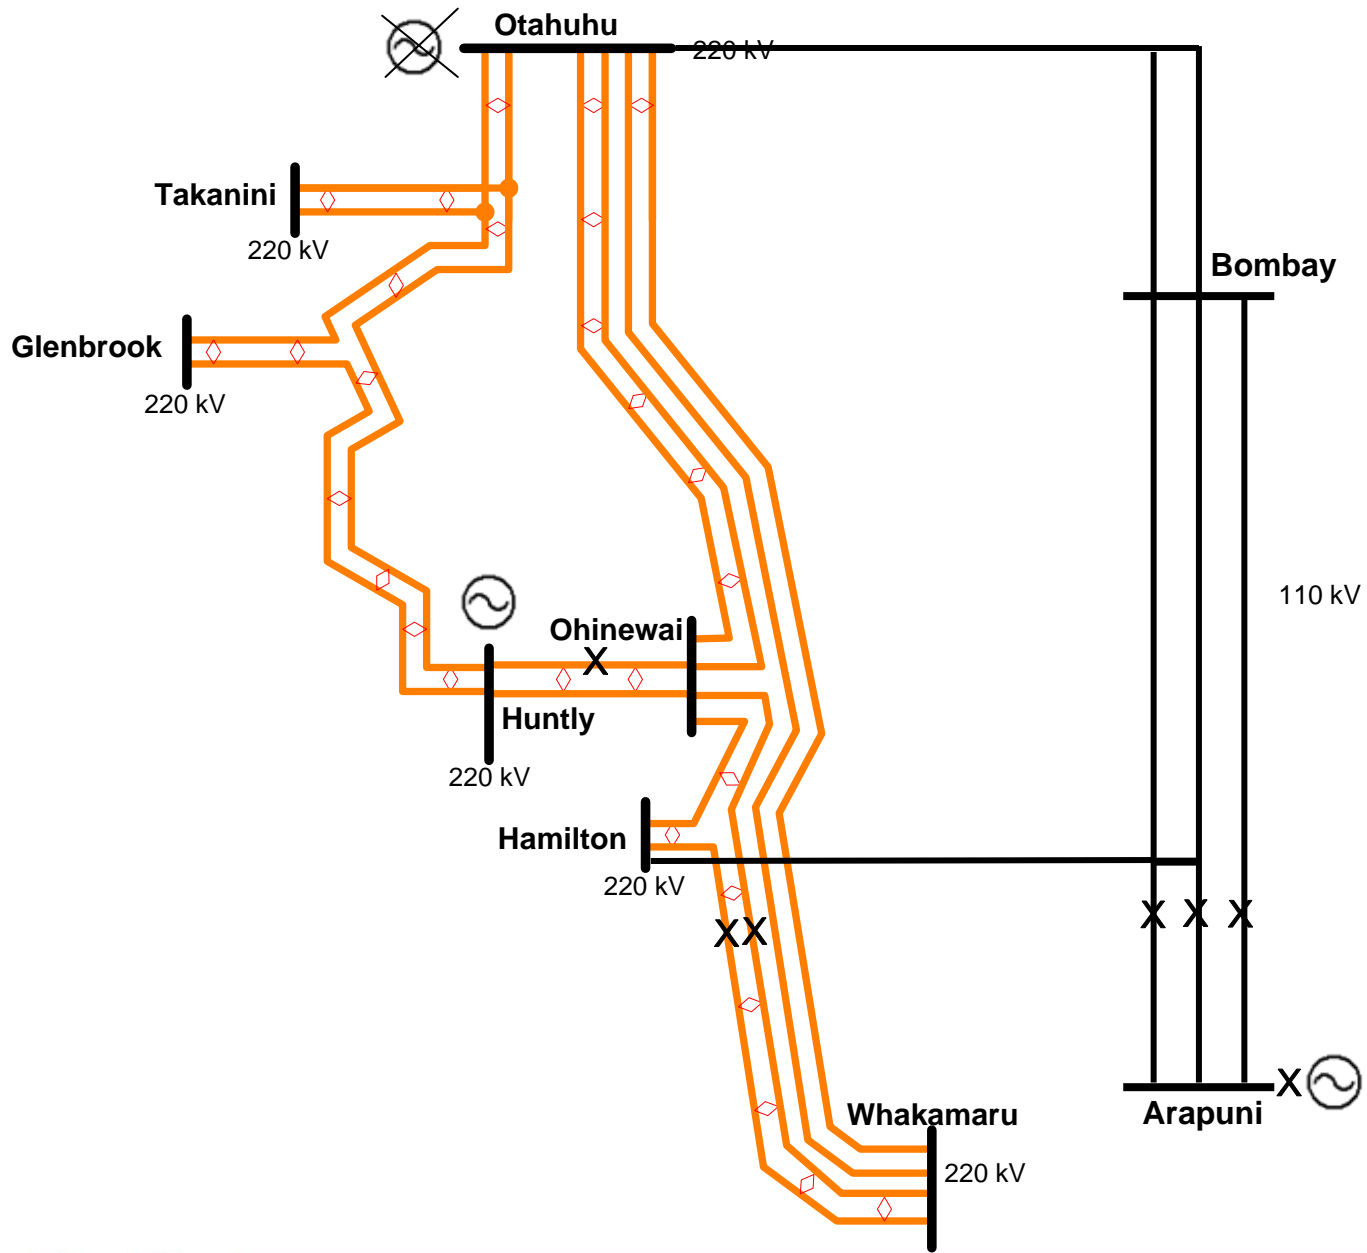 Otahuhu
220 kV
Takanini
220 kV
Bombay
Glenbrook
220 kV
110 kV
Ohinewai
X
Huntly
220 kV
Hamilton
220 kV
X X X
X X
X
Whakamaru
Arapuni
220 kV